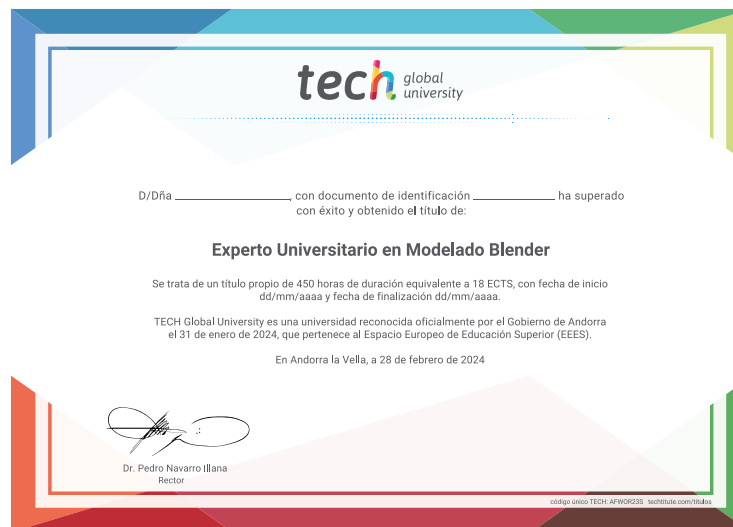 tech global university
D/Dña ____________, con documento de identificación ____________ ha superado
con éxito y obtenido el título de:
Experto Universitario en Modelado Blender
Se trata de un título propio de 450 horas de duración equivalente a 18 ECTS, con fecha de inicio
dd/mm/aaaa y fecha de finalización dd/mm/aaaa.
TECH Global University es una universidad reconocida oficialmente por el Gobierno de Andorra
el 31 de enero de 2024, que pertenece al Espacio Europeo de Educación Superior (EEES).
En Andorra la Vella, a 28 de febrero de 2024
Dr. Pedro Navarro Illana
Rector
código único TECH: AFWOR23S techtitute.com/titulos